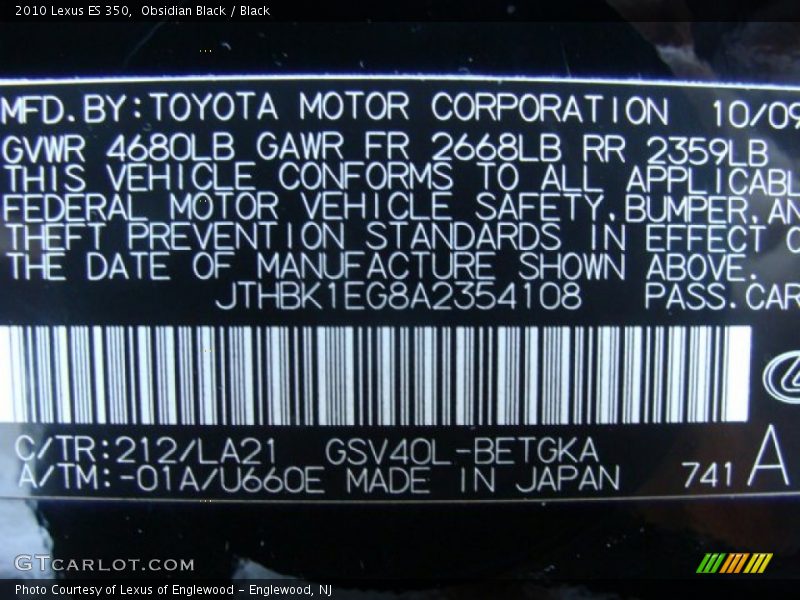 2010 Lexus ES 350, Obsidian Black / Black
MFD.BY:TOYOTA MOTOR CORPORATION 10/09
GVWR 4680LB GAWR FR 2668LB RR 2359LB
THIS VEHICLE CONFORMS TO ALL APPLICABL
FEDERAL MOTOR VEHICLE SAFETY,BUMPER,AN
THEFT PREVENTION STANDARDS IN EFFECT O
THE DATE OF MANUFACTURE SHOWN ABOVE.
JTHBK1EG8A2354108 PASS.CAR
C/TR:212/LA21 GSV40L-BETGKA
A/TM:-01A/U660E MADE IN JAPAN 741 A
GTCARLOT.COM
Photo Courtesy of Lexus of Englewood - Englewood, NJ